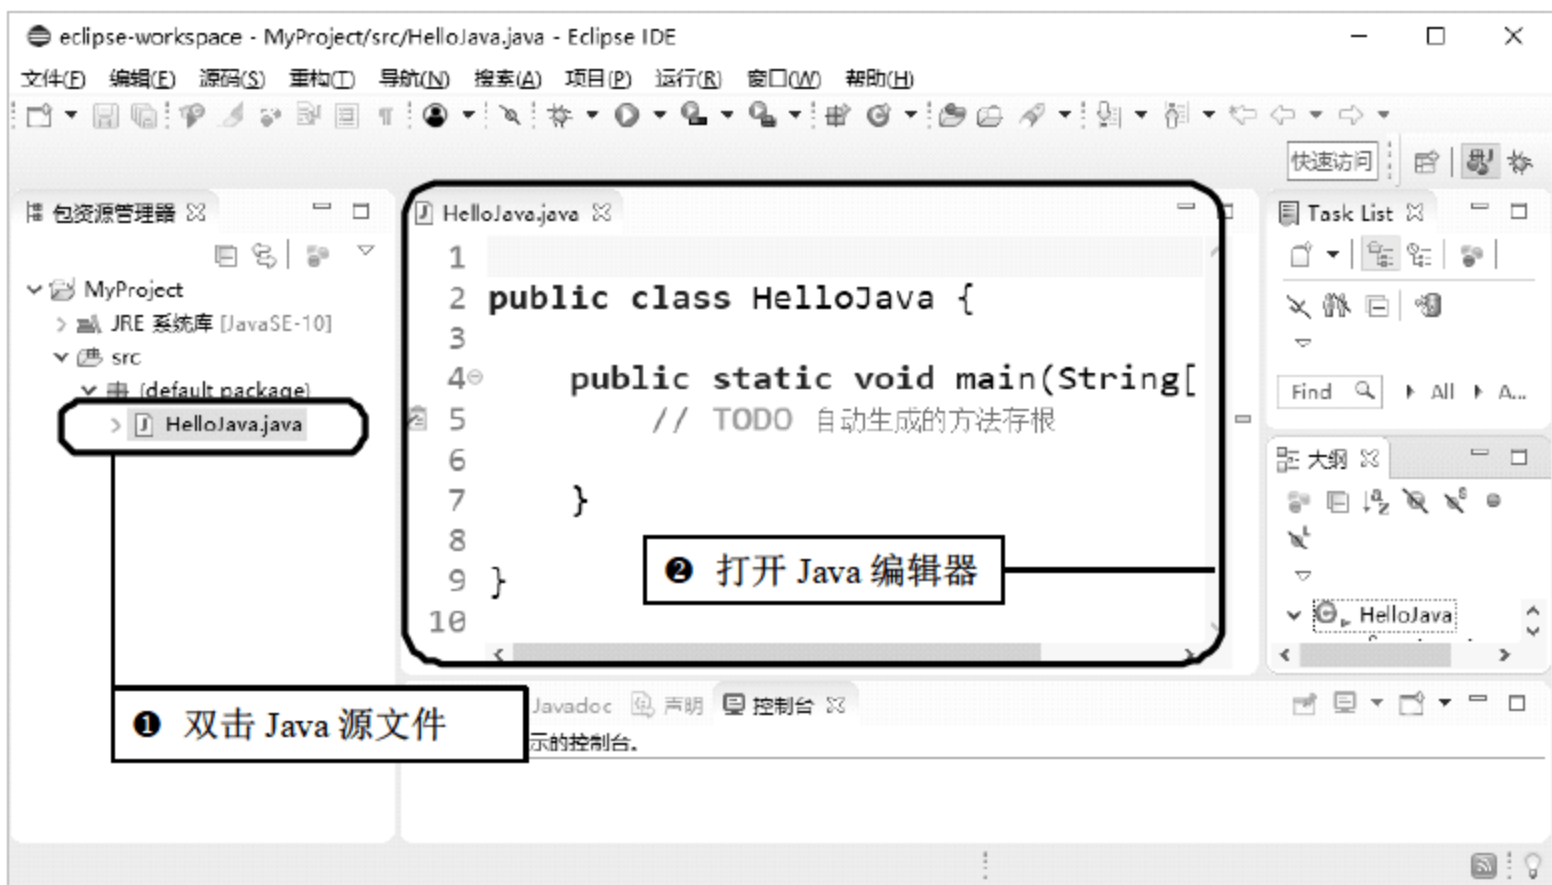 eclipse-workspace - MyProject/src/HelloJava.java - Eclipse IDE
文件(F) 编辑(E) 源码(S) 重构(T) 导航(N) 搜索(A) 项目(P) 运行(R) 窗口(W) 帮助(H)
快速访问
包资源管理器
MyProject
JRE 系统库 [JavaSE-10]
src
(default package)
HelloJava.java
HelloJava.java
1
2 public class HelloJava {
3
4 public static void main(String[
5 // TODO 自动生成的方法存根
6
7 }
8
9 }
10
❷ 打开 Java 编辑器
❶ 双击 Java 源文件
Task List
Find All A...
大纲
HelloJava
Javadoc 声明 控制台
示的控制台。